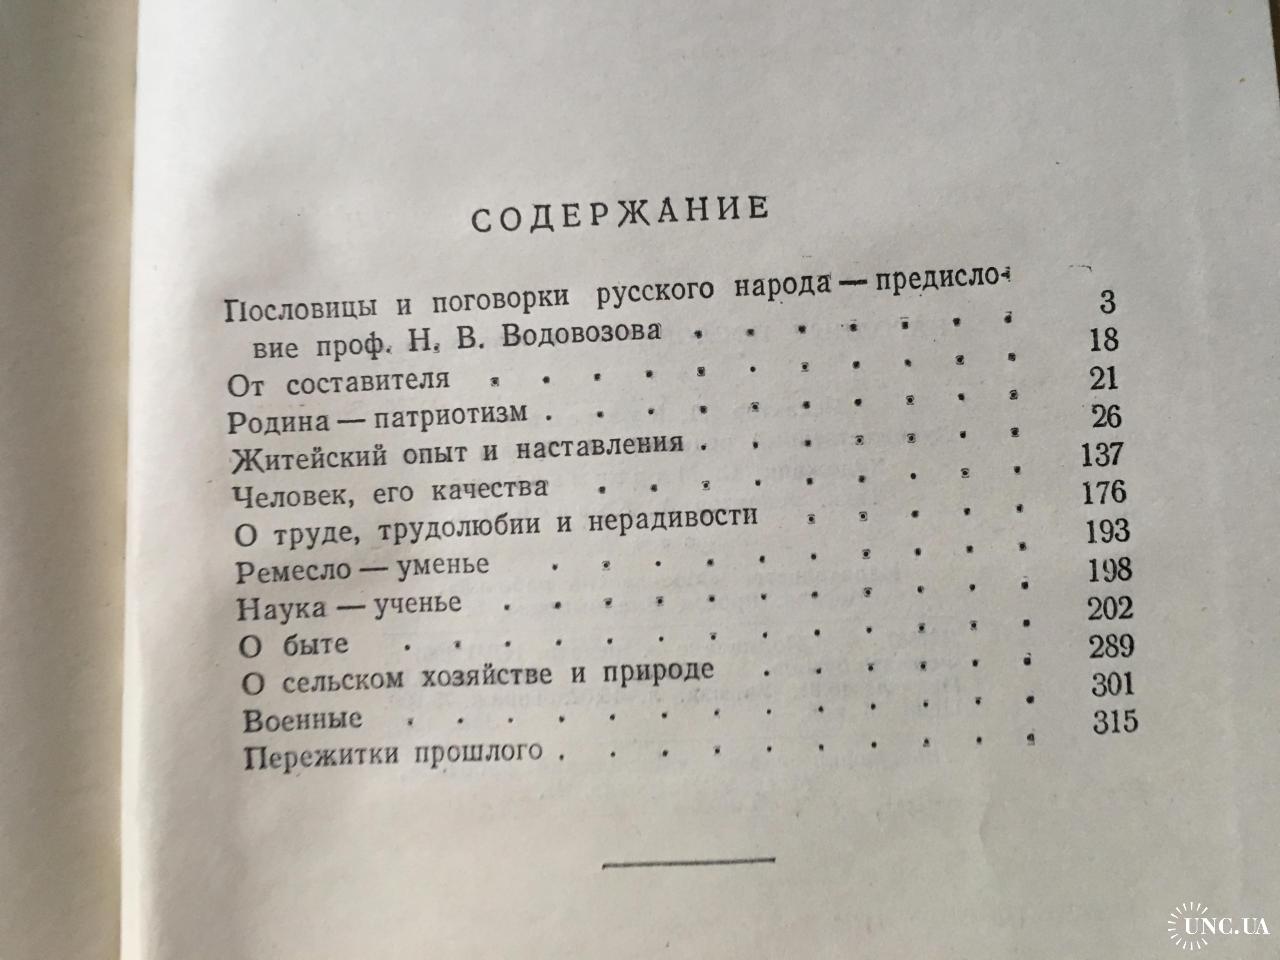 СОДЕРЖАНИЕ
Пословицы и поговорки русского народа — предисло-
вие проф. Н. В. Водовозова . . . . . . . 3
От составителя . . . . . . . . . . . 18
Родина — патриотизм . . . . . . . . . . 21
Житейский опыт и наставления . . . . . . . 26
Человек, его качества . . . . . . . . . 137
О труде, трудолюбии и нерадивости . . . . . 176
Ремесло — уменье . . . . . . . . . . 193
Наука — ученье . . . . . . . . . . . 198
О быте . . . . . . . . . . . . . 202
О сельском хозяйстве и природе . . . . . . 289
Военные . . . . . . . . . . . . . 301
Пережитки прошлого . . . . . . . . . . 315
UNC.UA